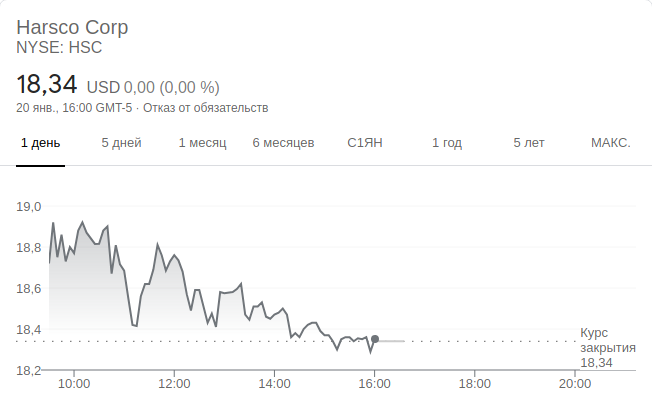 Harsco Corp
NYSE: HSC
18,34 USD 0,00 (0,00 %)
20 янв., 16:00 GMT-5 · Отказ от обязательств
1 день 5 дней 1 месяц 6 месяцев С1ЯН 1 год 5 лет МАКС.
19,0
18,8
18,6
18,4
18,2
Курс
закрытия
18,34
10:00 12:00 14:00 16:00 18:00 20:00